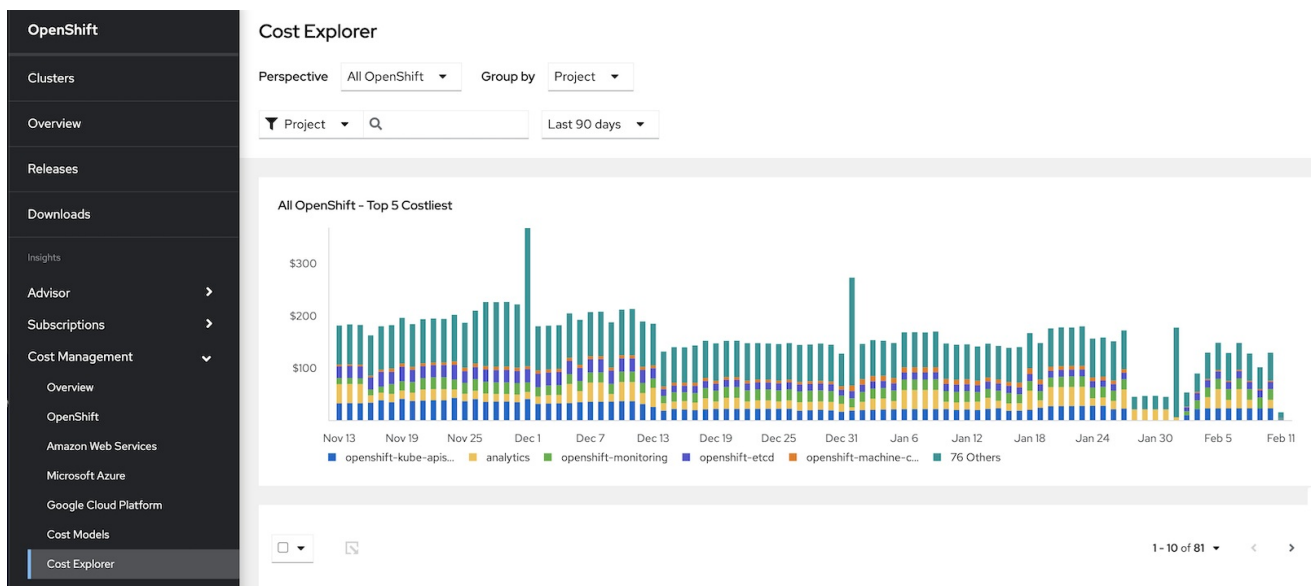 OpenShift
Clusters
Overview
Releases
Downloads
Insights
Advisor
Subscriptions
Cost Management
Overview
OpenShift
Amazon Web Services
Microsoft Azure
Google Cloud Platform
Cost Models
Cost Explorer
Cost Explorer
Perspective All OpenShift Group by Project
Project Last 90 days
All OpenShift - Top 5 Costliest
$300
$200
$100
Nov 13 Nov 19 Nov 25 Dec 1 Dec 7 Dec 13 Dec 19 Dec 25 Dec 31 Jan 6 Jan 12 Jan 18 Jan 24 Jan 30 Feb 5 Feb 11
openshift-kube-apis... analytics openshift-monitoring openshift-etcd openshift-machine-c... 76 Others
1 - 10 of 81